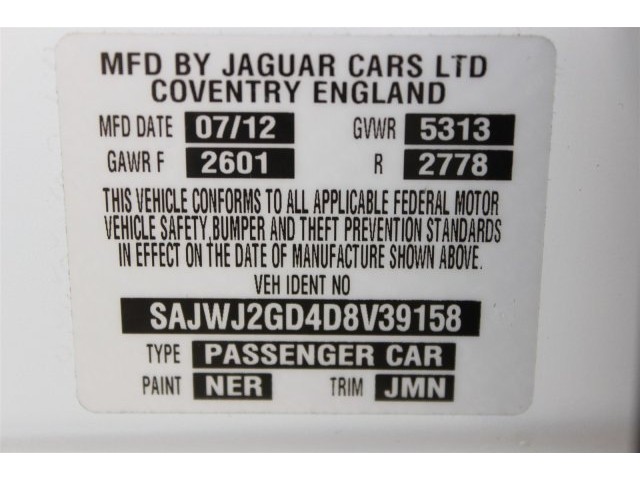 MFD BY JAGUAR CARS LTD
COVENTRY ENGLAND
MFD DATE 07/12 GVWR 5313
GAWR F 2601 R 2778
THIS VEHICLE CONFORMS TO ALL APPLICABLE FEDERAL MOTOR
VEHICLE SAFETY,BUMPER AND THEFT PREVENTION STANDARDS
IN EFFECT ON THE DATE OF MANUFACTURE SHOWN ABOVE.
VEH IDENT NO
SAJWJ2GD4D8V39158
TYPE PASSENGER CAR
PAINT NER TRIM JMN